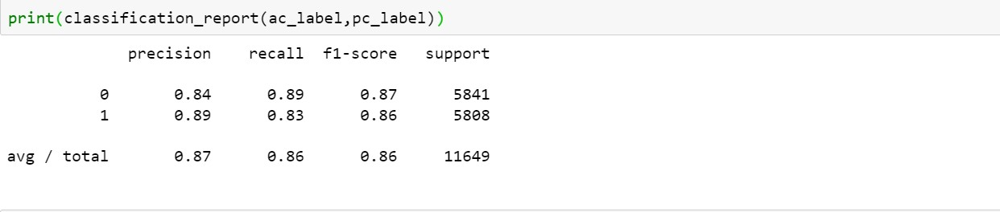 print(classification_report(ac_label,pc_label))
precision recall f1-score support
0 0.84 0.89 0.87 5841
1 0.89 0.83 0.86 5808
avg / total 0.87 0.86 0.86 11649